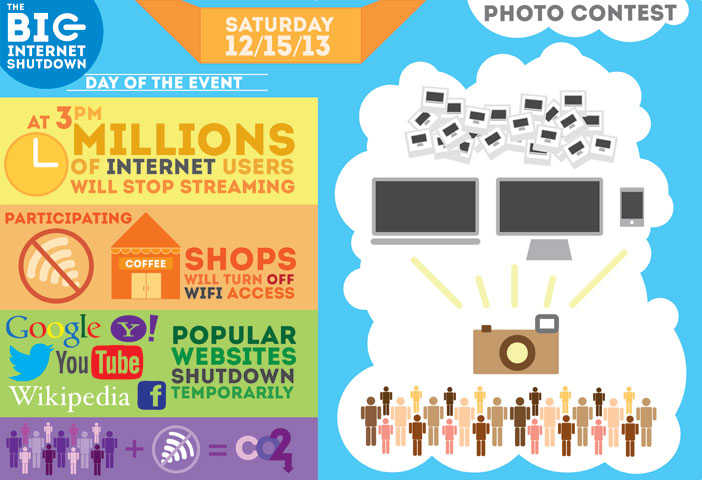 THE
BIG
INTERNET
SHUTDOWN
SATURDAY
12/15/13
PHOTO CONTEST
DAY OF THE EVENT
AT 3PM
MILLIONS
OF INTERNET USERS
WILL STOP STREAMING
PARTICIPATING
COFFEE
SHOPS
WILL TURN OFF
WIFI ACCESS
Google Y!
YouTube
Wikipedia f
POPULAR
WEBSITES
SHUTDOWN
TEMPORARILY
+ = CO2